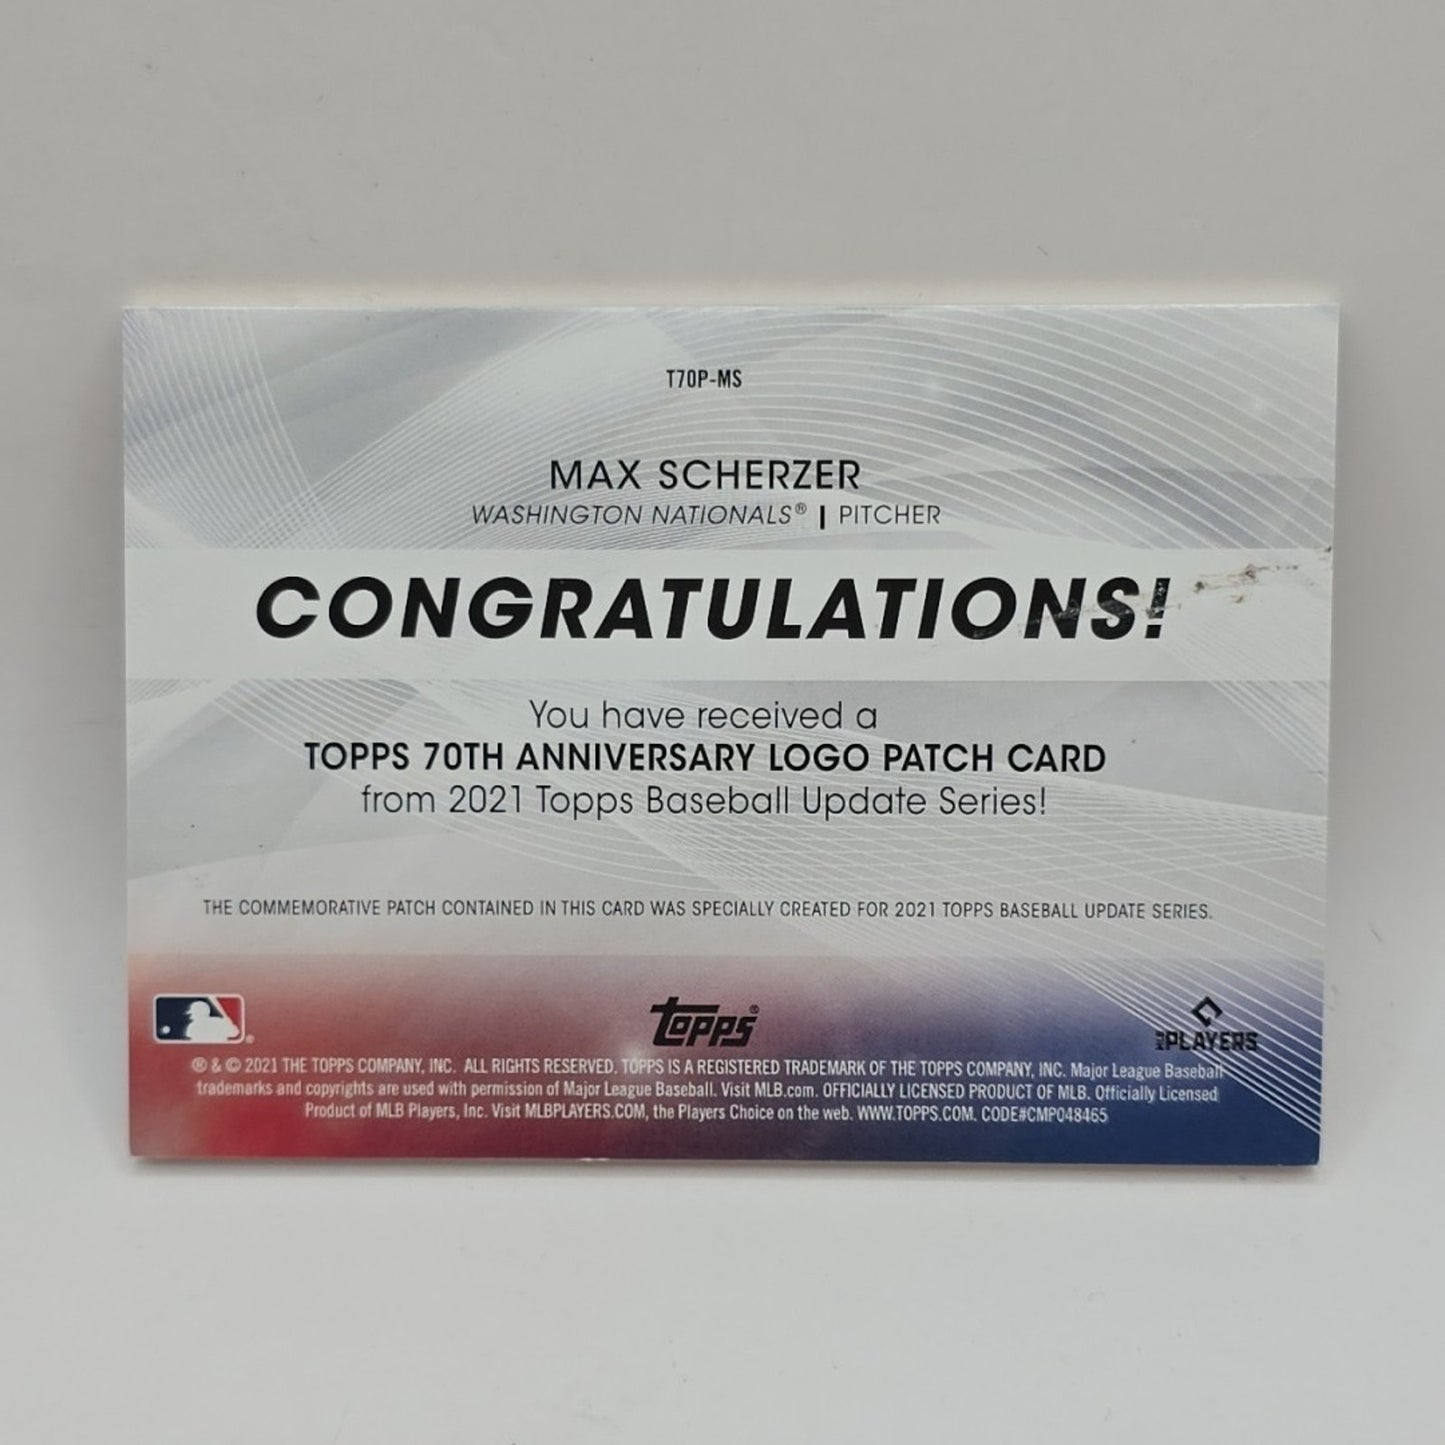 T70P-MS
MAX SCHERZER
WASHINGTON NATIONALS® | PITCHER
CONGRATULATIONS!
You have received a
TOPPS 70TH ANNIVERSARY LOGO PATCH CARD
from 2021 Topps Baseball Update Series!
THE COMMEMORATIVE PATCH CONTAINED IN THIS CARD WAS SPECIALLY CREATED FOR 2021 TOPPS BASEBALL UPDATE SERIES.
topps®
MLB PLAYERS
® & © 2021 THE TOPPS COMPANY, INC. ALL RIGHTS RESERVED. TOPPS IS A REGISTERED TRADEMARK OF THE TOPPS COMPANY, INC. Major League Baseball
trademarks and copyrights are used with permission of Major League Baseball. Visit MLB.com. OFFICIALLY LICENSED PRODUCT OF MLB. Officially Licensed
Product of MLB Players, Inc. Visit MLBPLAYERS.COM, the Players Choice on the web. WWW.TOPPS.COM. CODE#CMP048465